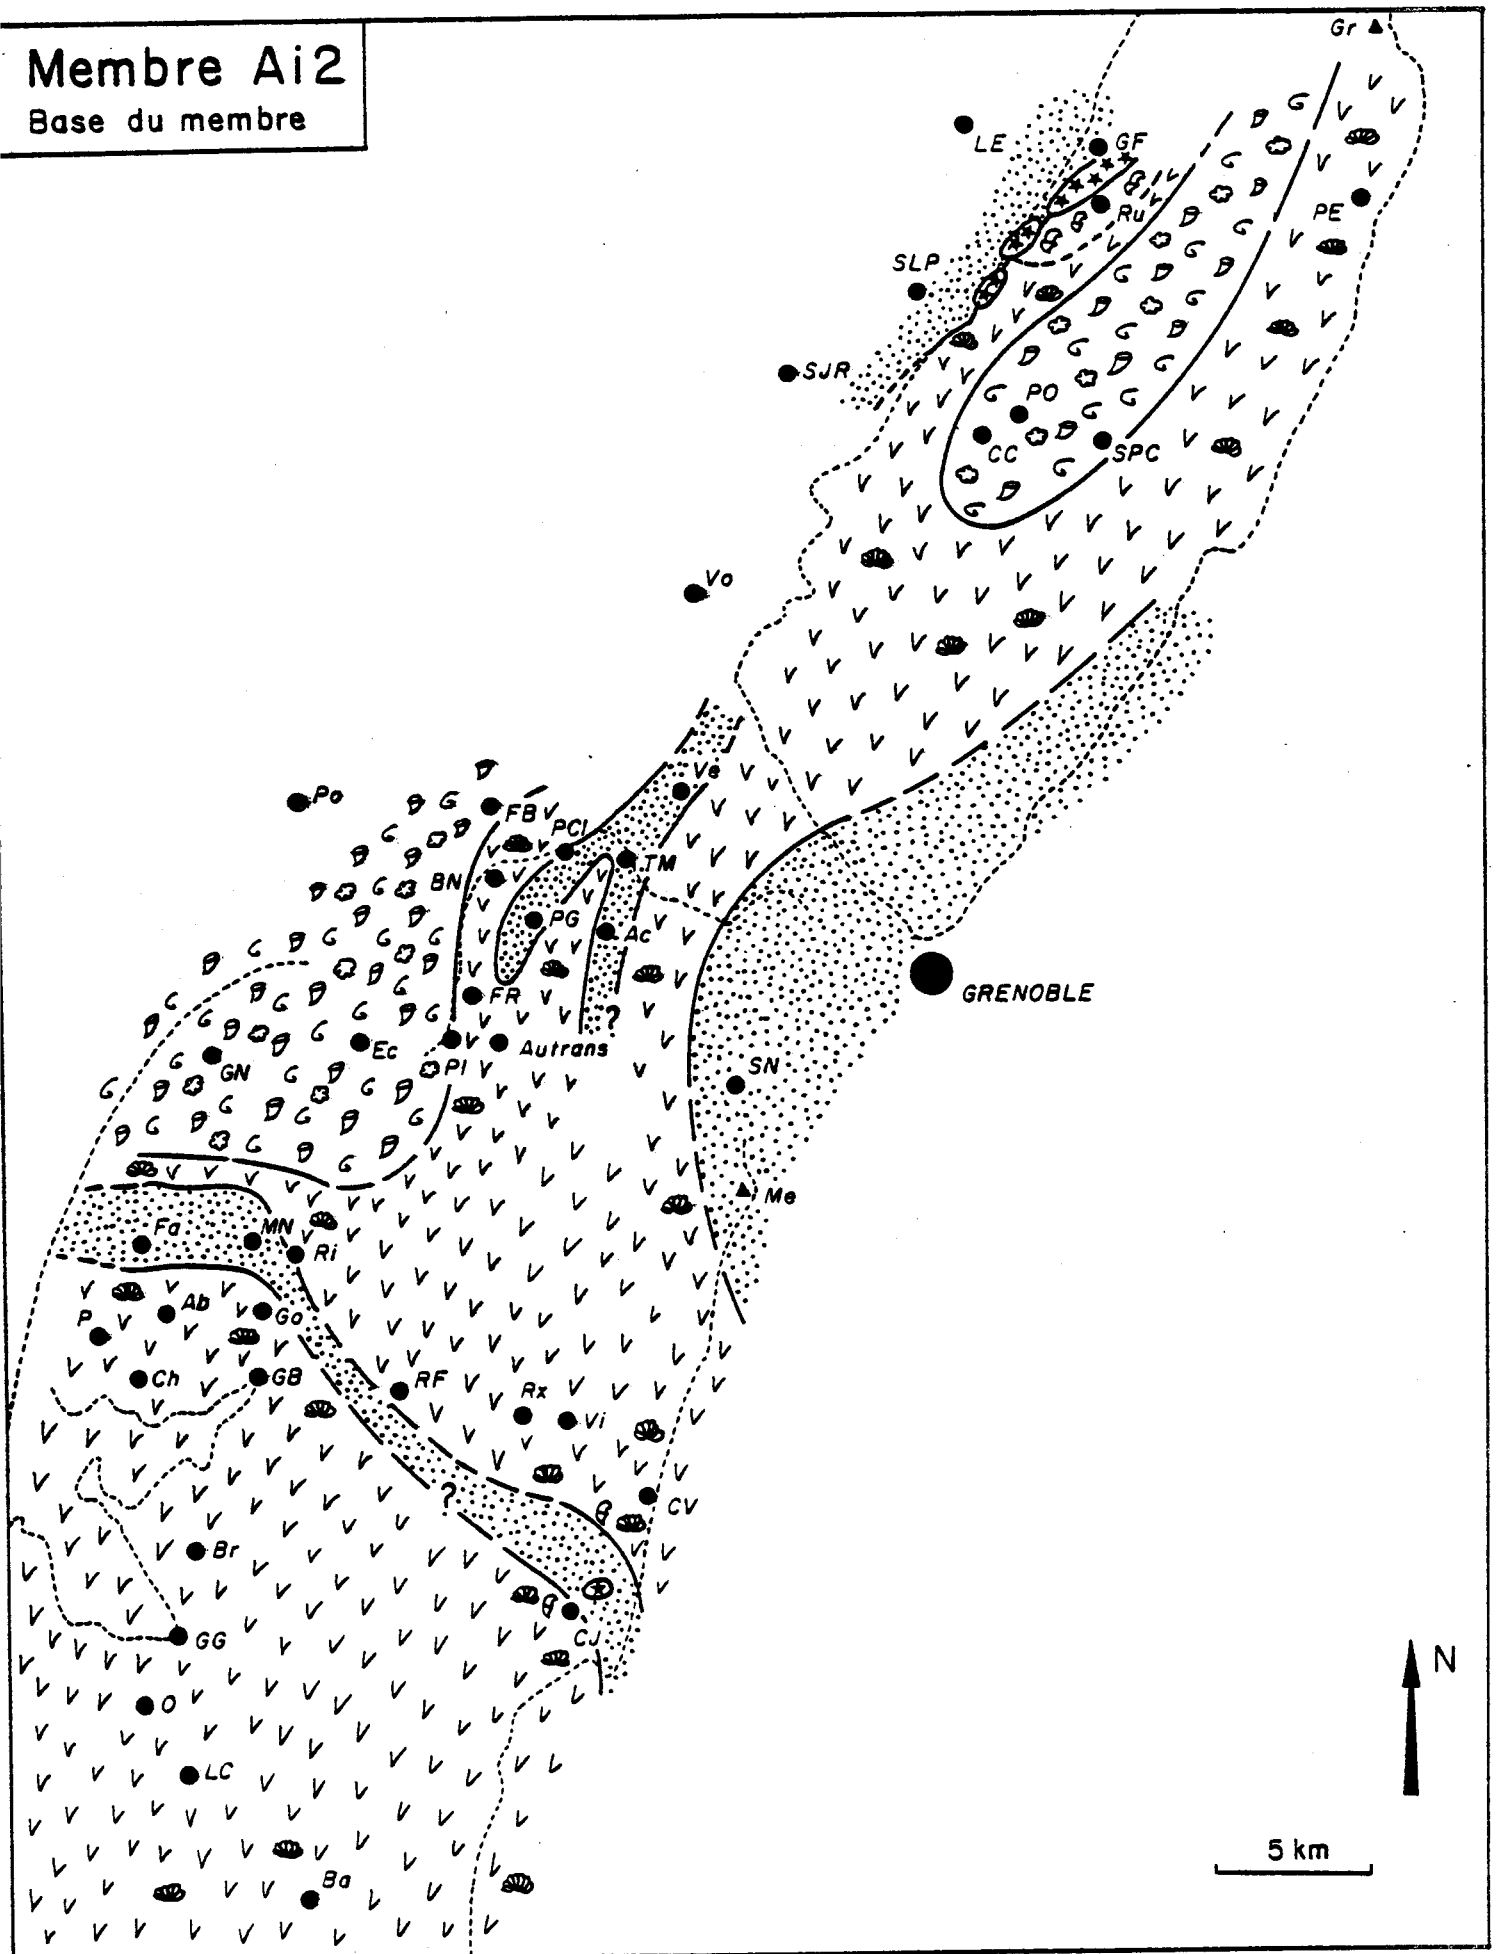 Membre Ai2
Base du membre
Gr
LE
GF
Ru
PE
SLP
SJR
PO
CC
SPC
Vo
Ve
Po
FB
PCI
TM
BN
PG
Ac
GRENOBLE
FR
?
Ec
PI
Autrans
GN
SN
Me
Fa
MN
Ri
Ab
Go
P
Ch
GB
RF
Rx
Vi
?
CV
Br
CJ
GG
N
O
LC
5 km
Ba